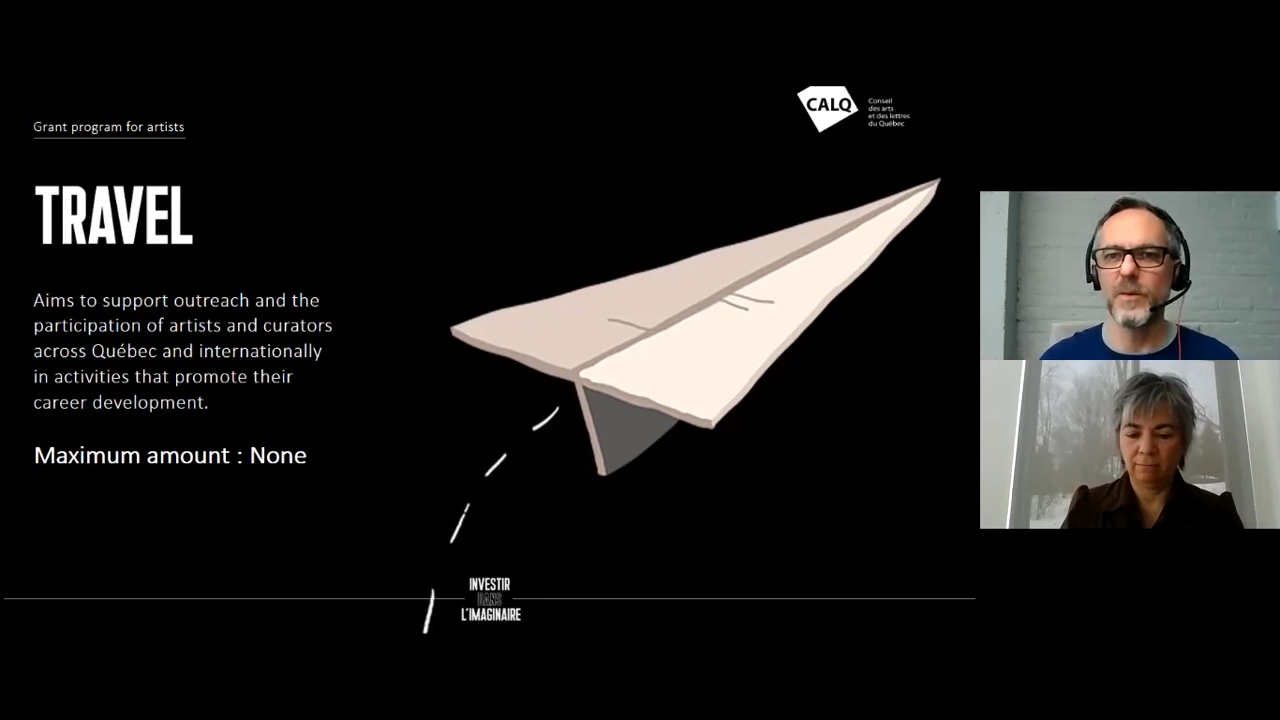 Grant program for artists
CALQ
Conseil
des arts
et des lettres
du Québec
TRAVEL
Aims to support outreach and the
participation of artists and curators
across Québec and internationally
in activities that promote their
career development.
Maximum amount : None
INVESTIR
DANS
L'IMAGINAIRE